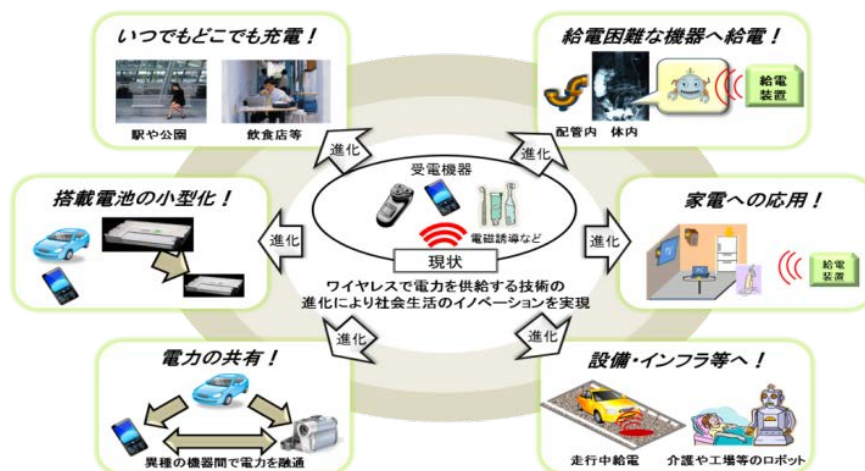 いつでもどこでも充電！
駅や公園
飲食店等
給電困難な機器へ給電！
給電
装置
配管内
体内
進化
進化
受電機器
電磁誘導など
現状
ワイヤレスで電力を供給する技術の
進化により社会生活のイノベーションを実現
搭載電池の小型化！
進化
進化
家電への応用！
給電
装置
進化
進化
電力の共有！
異種の機器間で電力を融通
設備・インフラ等へ！
走行中給電
介護や工場等のロボット